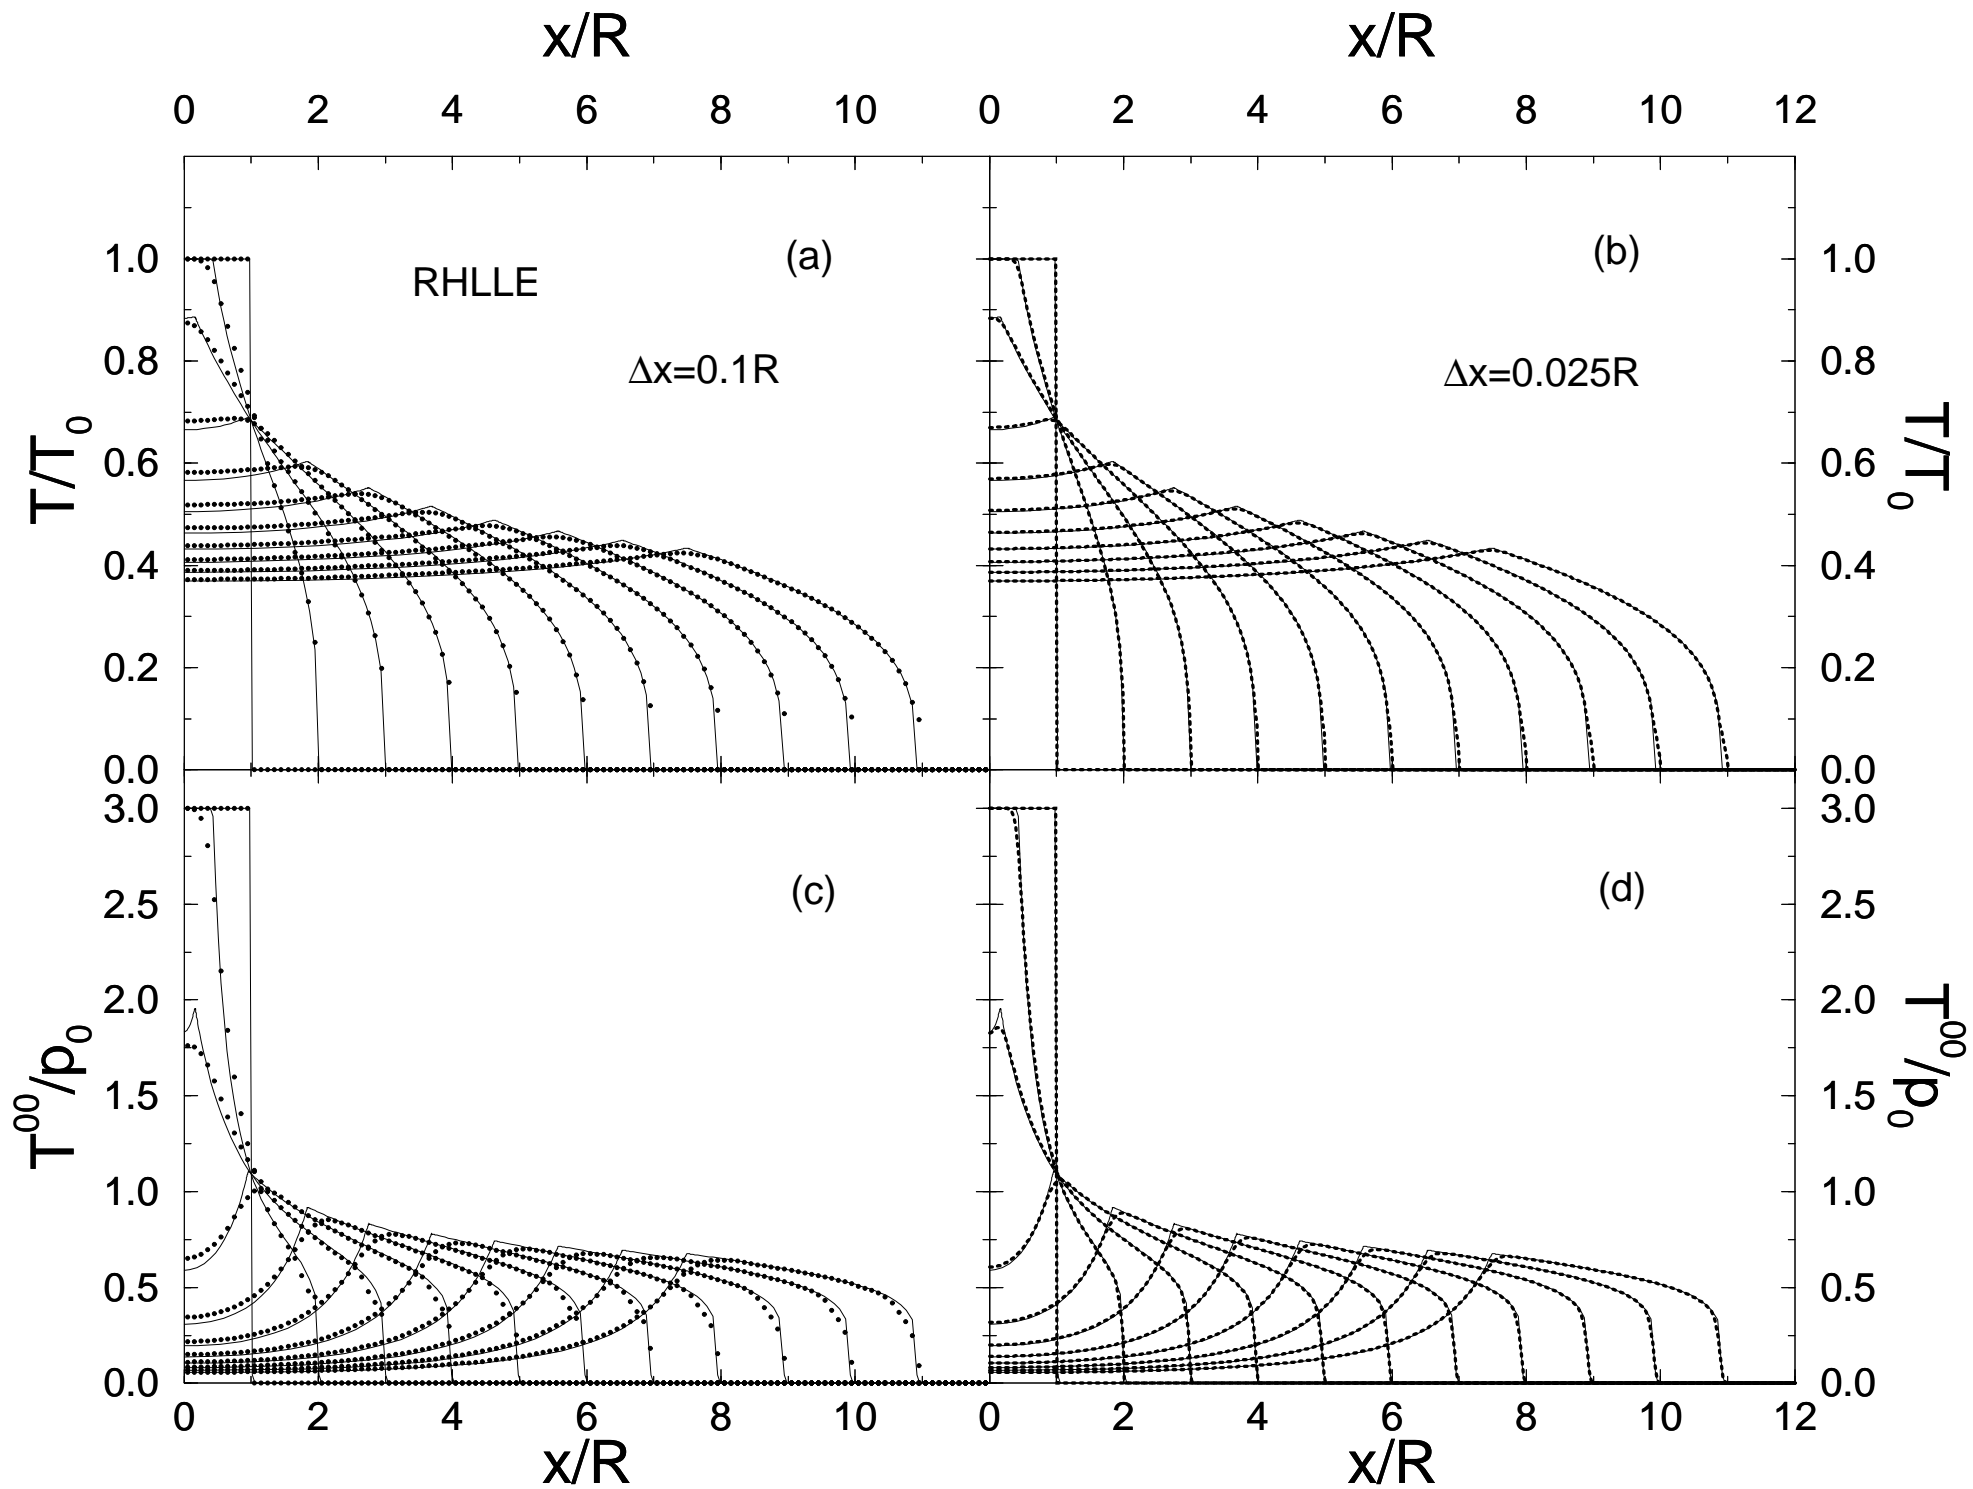 x/R x/R
0 2 4 6 8 10 0 2 4 6 8 10 12
(a) (b)
1.0 1.0
RHLLE
Δx=0.1R Δx=0.025R
0.8 0.8
T/T0 T/T0
0.6 0.6
0.4 0.4
0.2 0.2
0.0 0.0
3.0 3.0
(c) (d)
2.5 2.5
2.0 2.0
T00/p0 T00/p0
1.5 1.5
1.0 1.0
0.5 0.5
0.0 0.0
0 2 4 6 8 10 0 2 4 6 8 10 12
x/R x/R